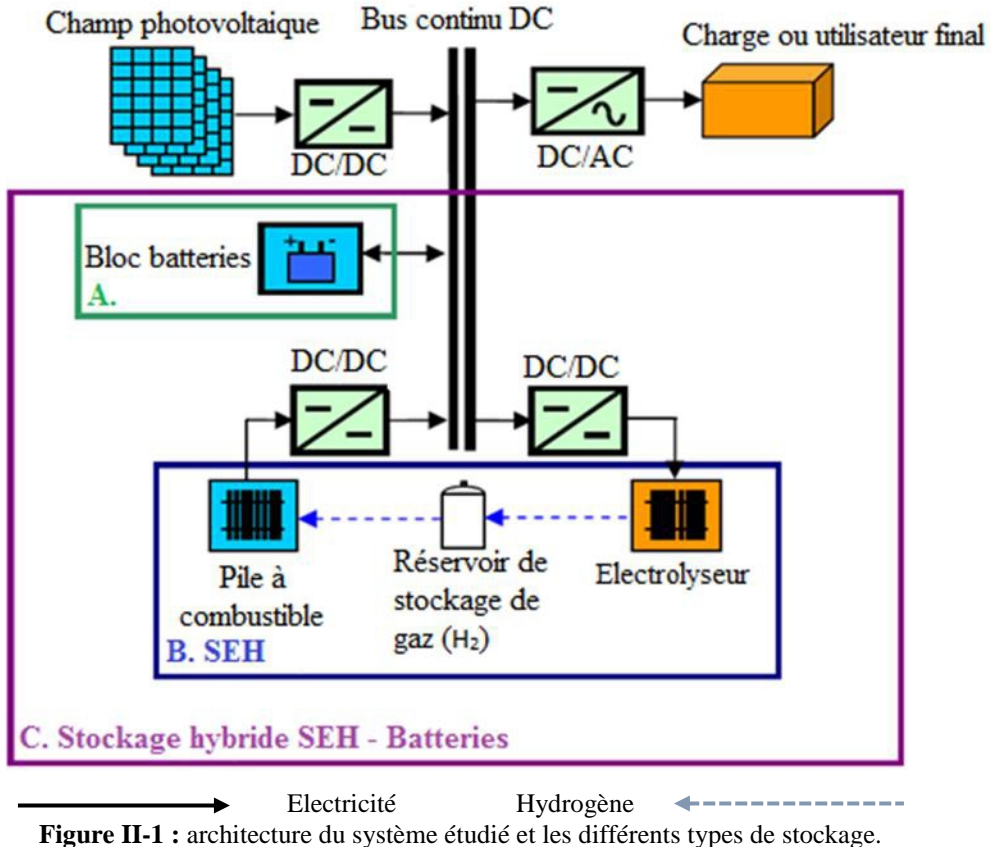 Champ photovoltaique
Bus continu DC
Charge ou utilisateur final
DC/DC
DC/AC
Bloc batteries
+ -
A.
DC/DC
DC/DC
Pile à
combustible
Réservoir de
stockage de
gaz (H₂)
Electrolyseur
B. SEH
C. Stockage hybride SEH - Batteries
Electricité
Hydrogène
Figure II-1 : architecture du système étudié et les différents types de stockage.